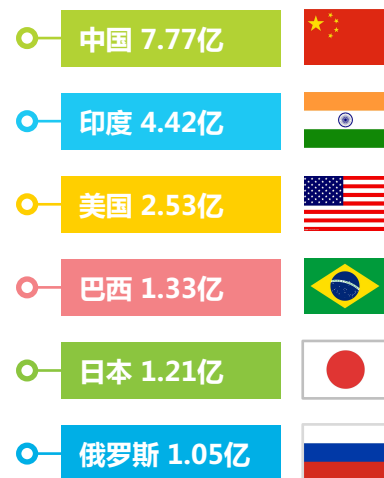 中国 7.77亿
印度 4.42亿
美国 2.53亿
巴西 1.33亿
日本 1.21亿
俄罗斯 1.05亿